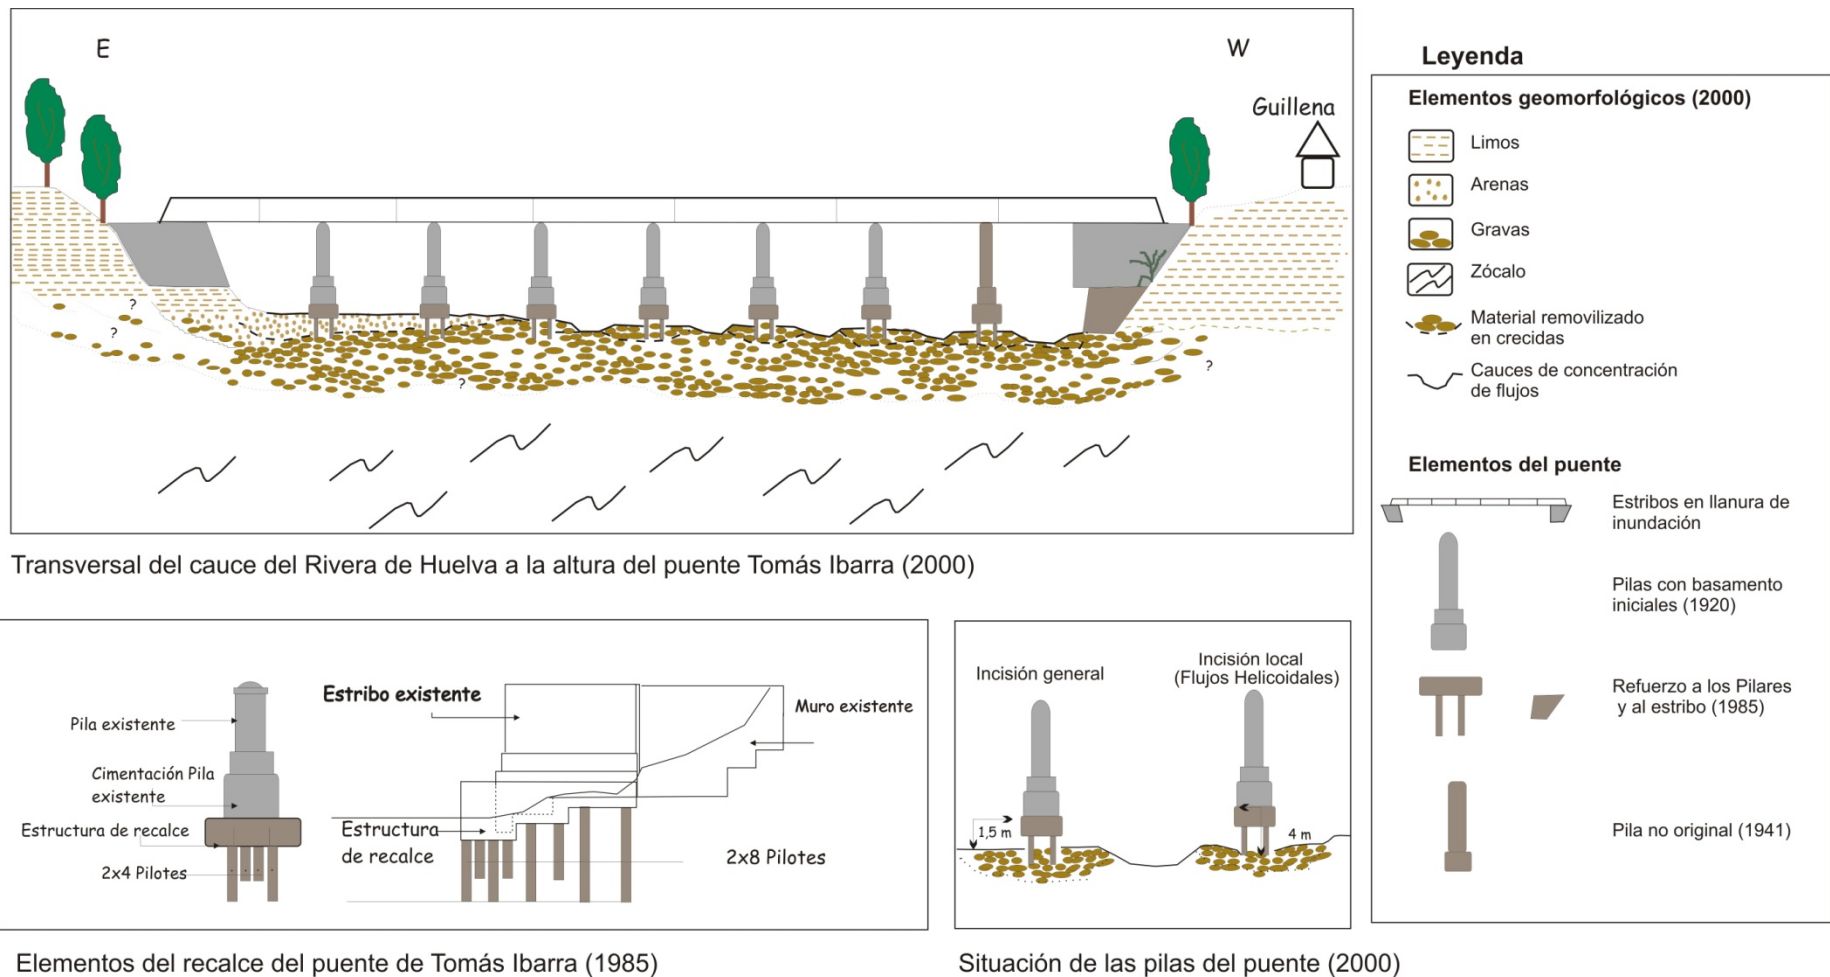 E
W
Guillena
?
?
?
?
Transversal del cauce del Rivera de Huelva a la altura del puente Tomás Ibarra (2000)
Leyenda
Elementos geomorfológicos (2000)
Limos
Arenas
Gravas
Zócalo
Material removilizado
en crecidas
Cauces de concentración
de flujos
Elementos del puente
Estribos en llanura de
inundación
Pilas con basamento
iniciales (1920)
Refuerzo a los Pilares
y al estribo (1985)
Pila no original (1941)
Pila existente
Cimentación Pila
existente
Estructura de recalce
2x4 Pilotes
Estribo existente
Muro existente
Estructura
de recalce
2x8 Pilotes
Elementos del recalce del puente de Tomás Ibarra (1985)
Incisión general
Incisión local
(Flujos Helicoidales)
1,5 m
4 m
Situación de las pilas del puente (2000)